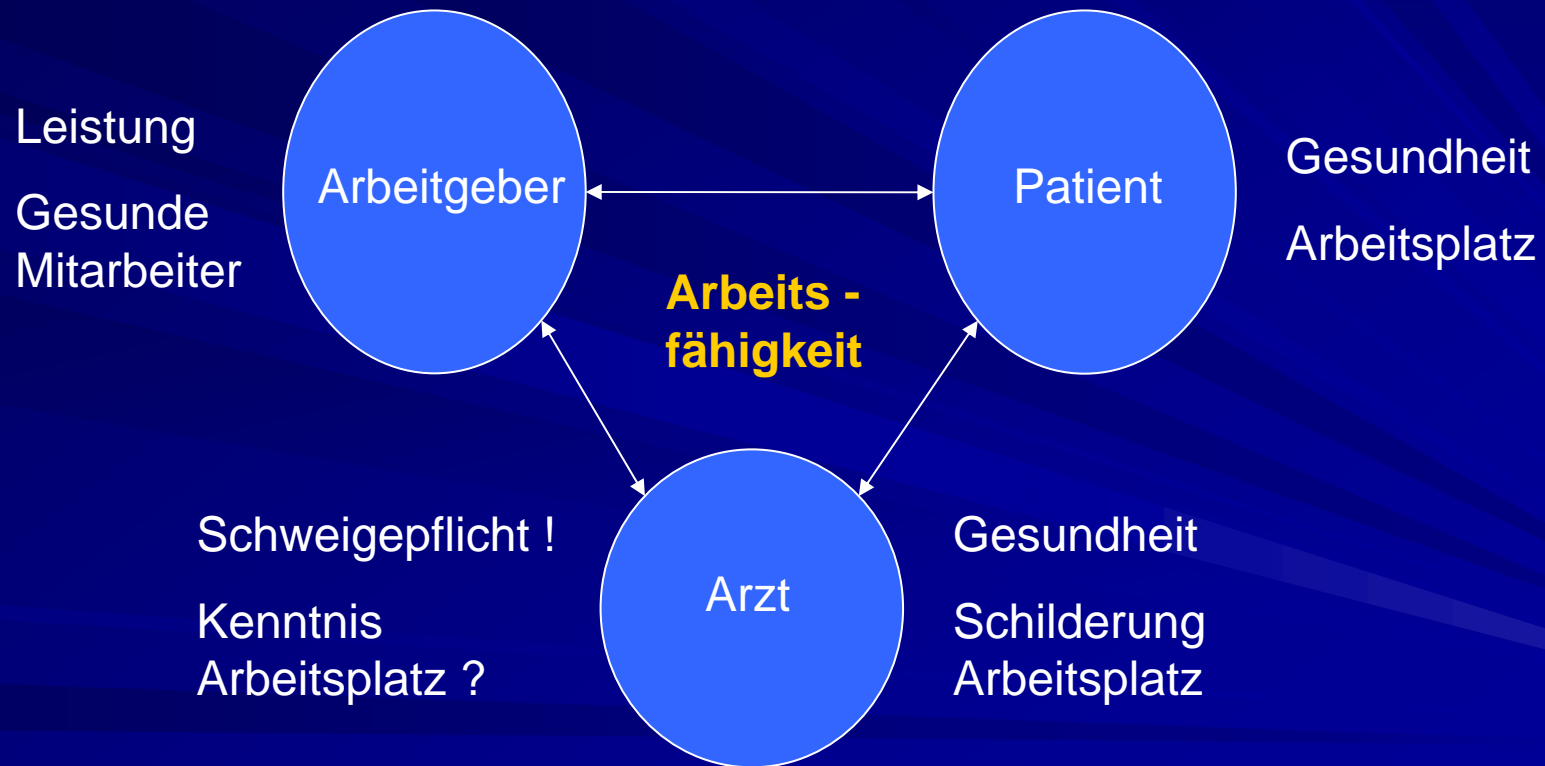 Leistung
Gesunde
Mitarbeiter
Arbeitgeber
Patient
Gesundheit
Arbeitsplatz
Arbeits -
fähigkeit
Schweigepflicht !
Kenntnis
Arbeitsplatz ?
Arzt
Gesundheit
Schilderung
Arbeitsplatz